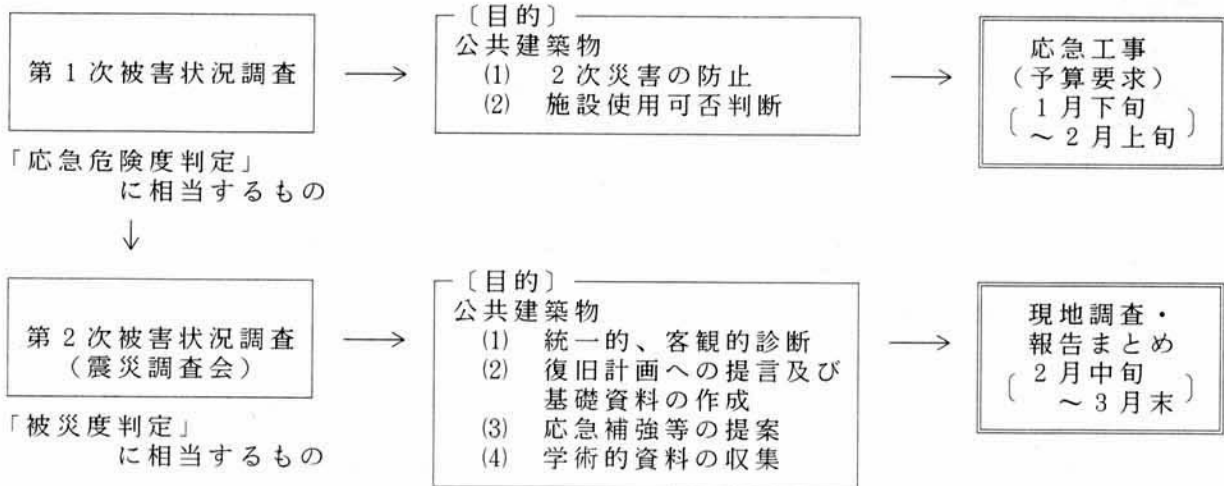 第1次被害状況調査
「応急危険度判定」
に相当するもの
〔目的〕
公共建築物
(1) 2次災害の防止
(2) 施設使用可否判断
応急工事
(予算要求)
〔1月下旬
～2月上旬〕
第2次被害状況調査
(震災調査会)
「被災度判定」
に相当するもの
〔目的〕
公共建築物
(1) 統一的、客観的診断
(2) 復旧計画への提言及び
基礎資料の作成
(3) 応急補強等の提案
(4) 学術的資料の収集
現地調査・
報告まとめ
〔2月中旬
～3月末〕